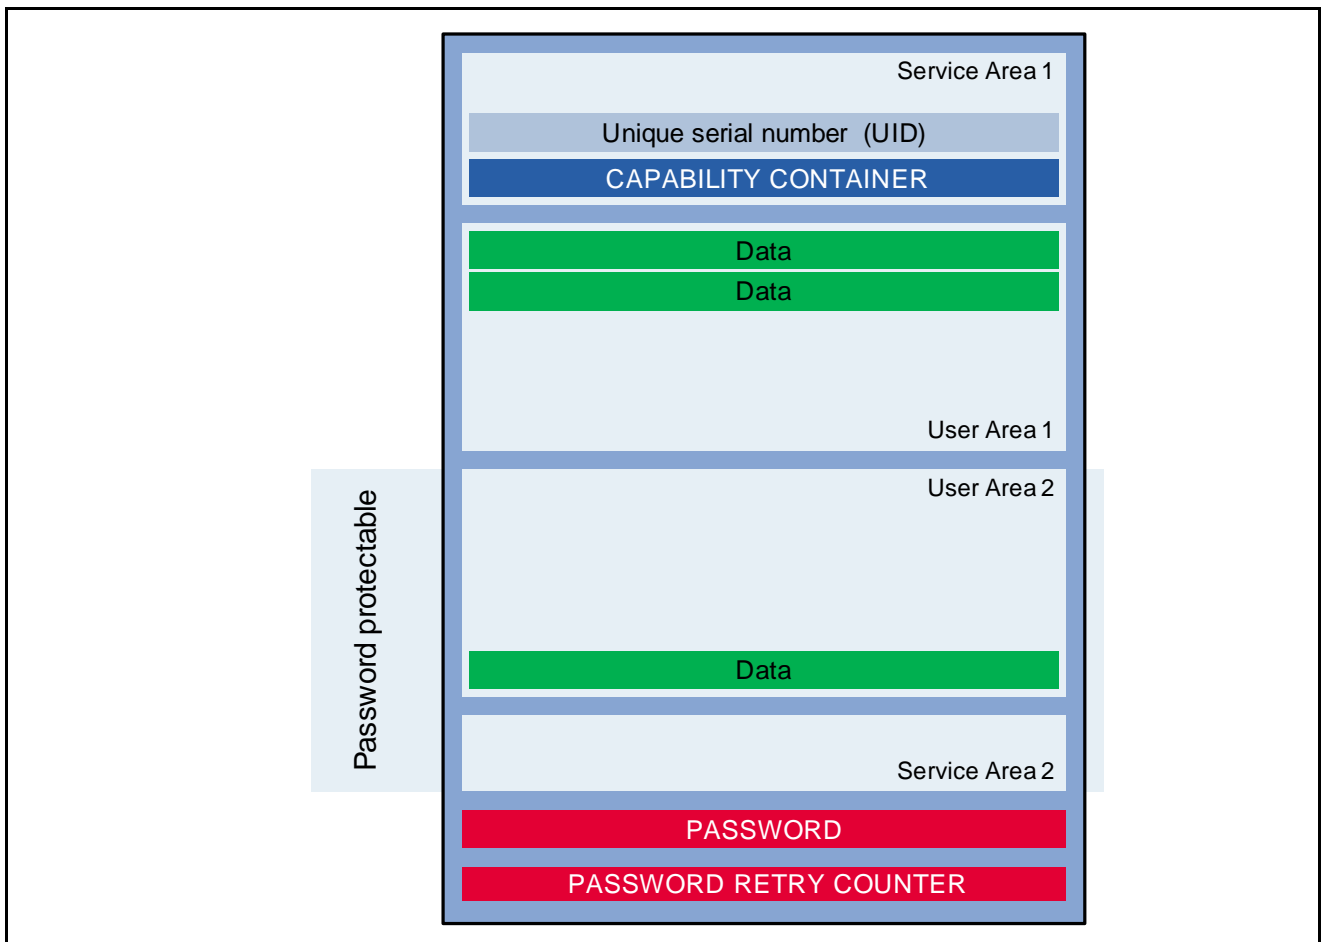 Service Area 1
Unique serial number (UID)
CAPABILITY CONTAINER
Data
Data
User Area 1
User Area 2
Password protectable
Data
Service Area 2
PASSWORD
PASSWORD RETRY COUNTER